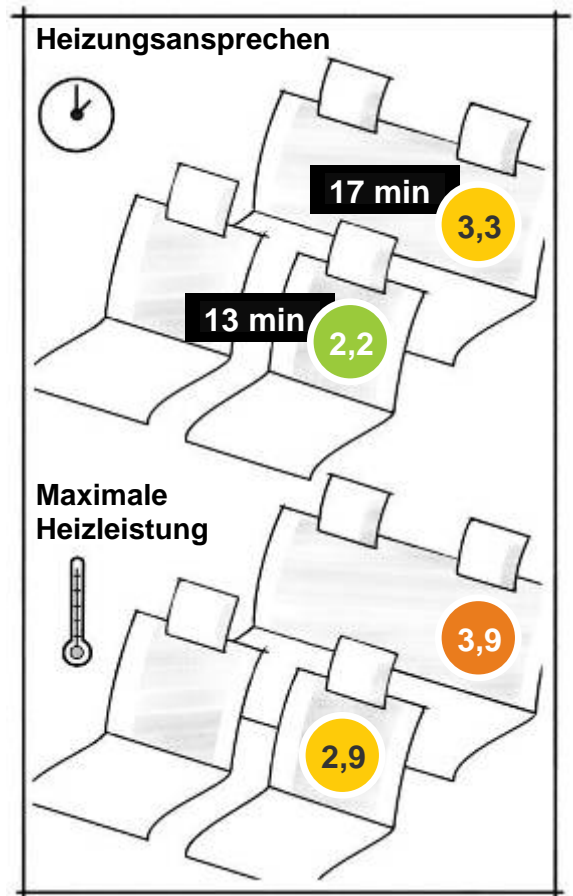 Heizungsansprechen
17 min
3,3
13 min
2,2
Maximale
Heizleistung
3,9
2,9